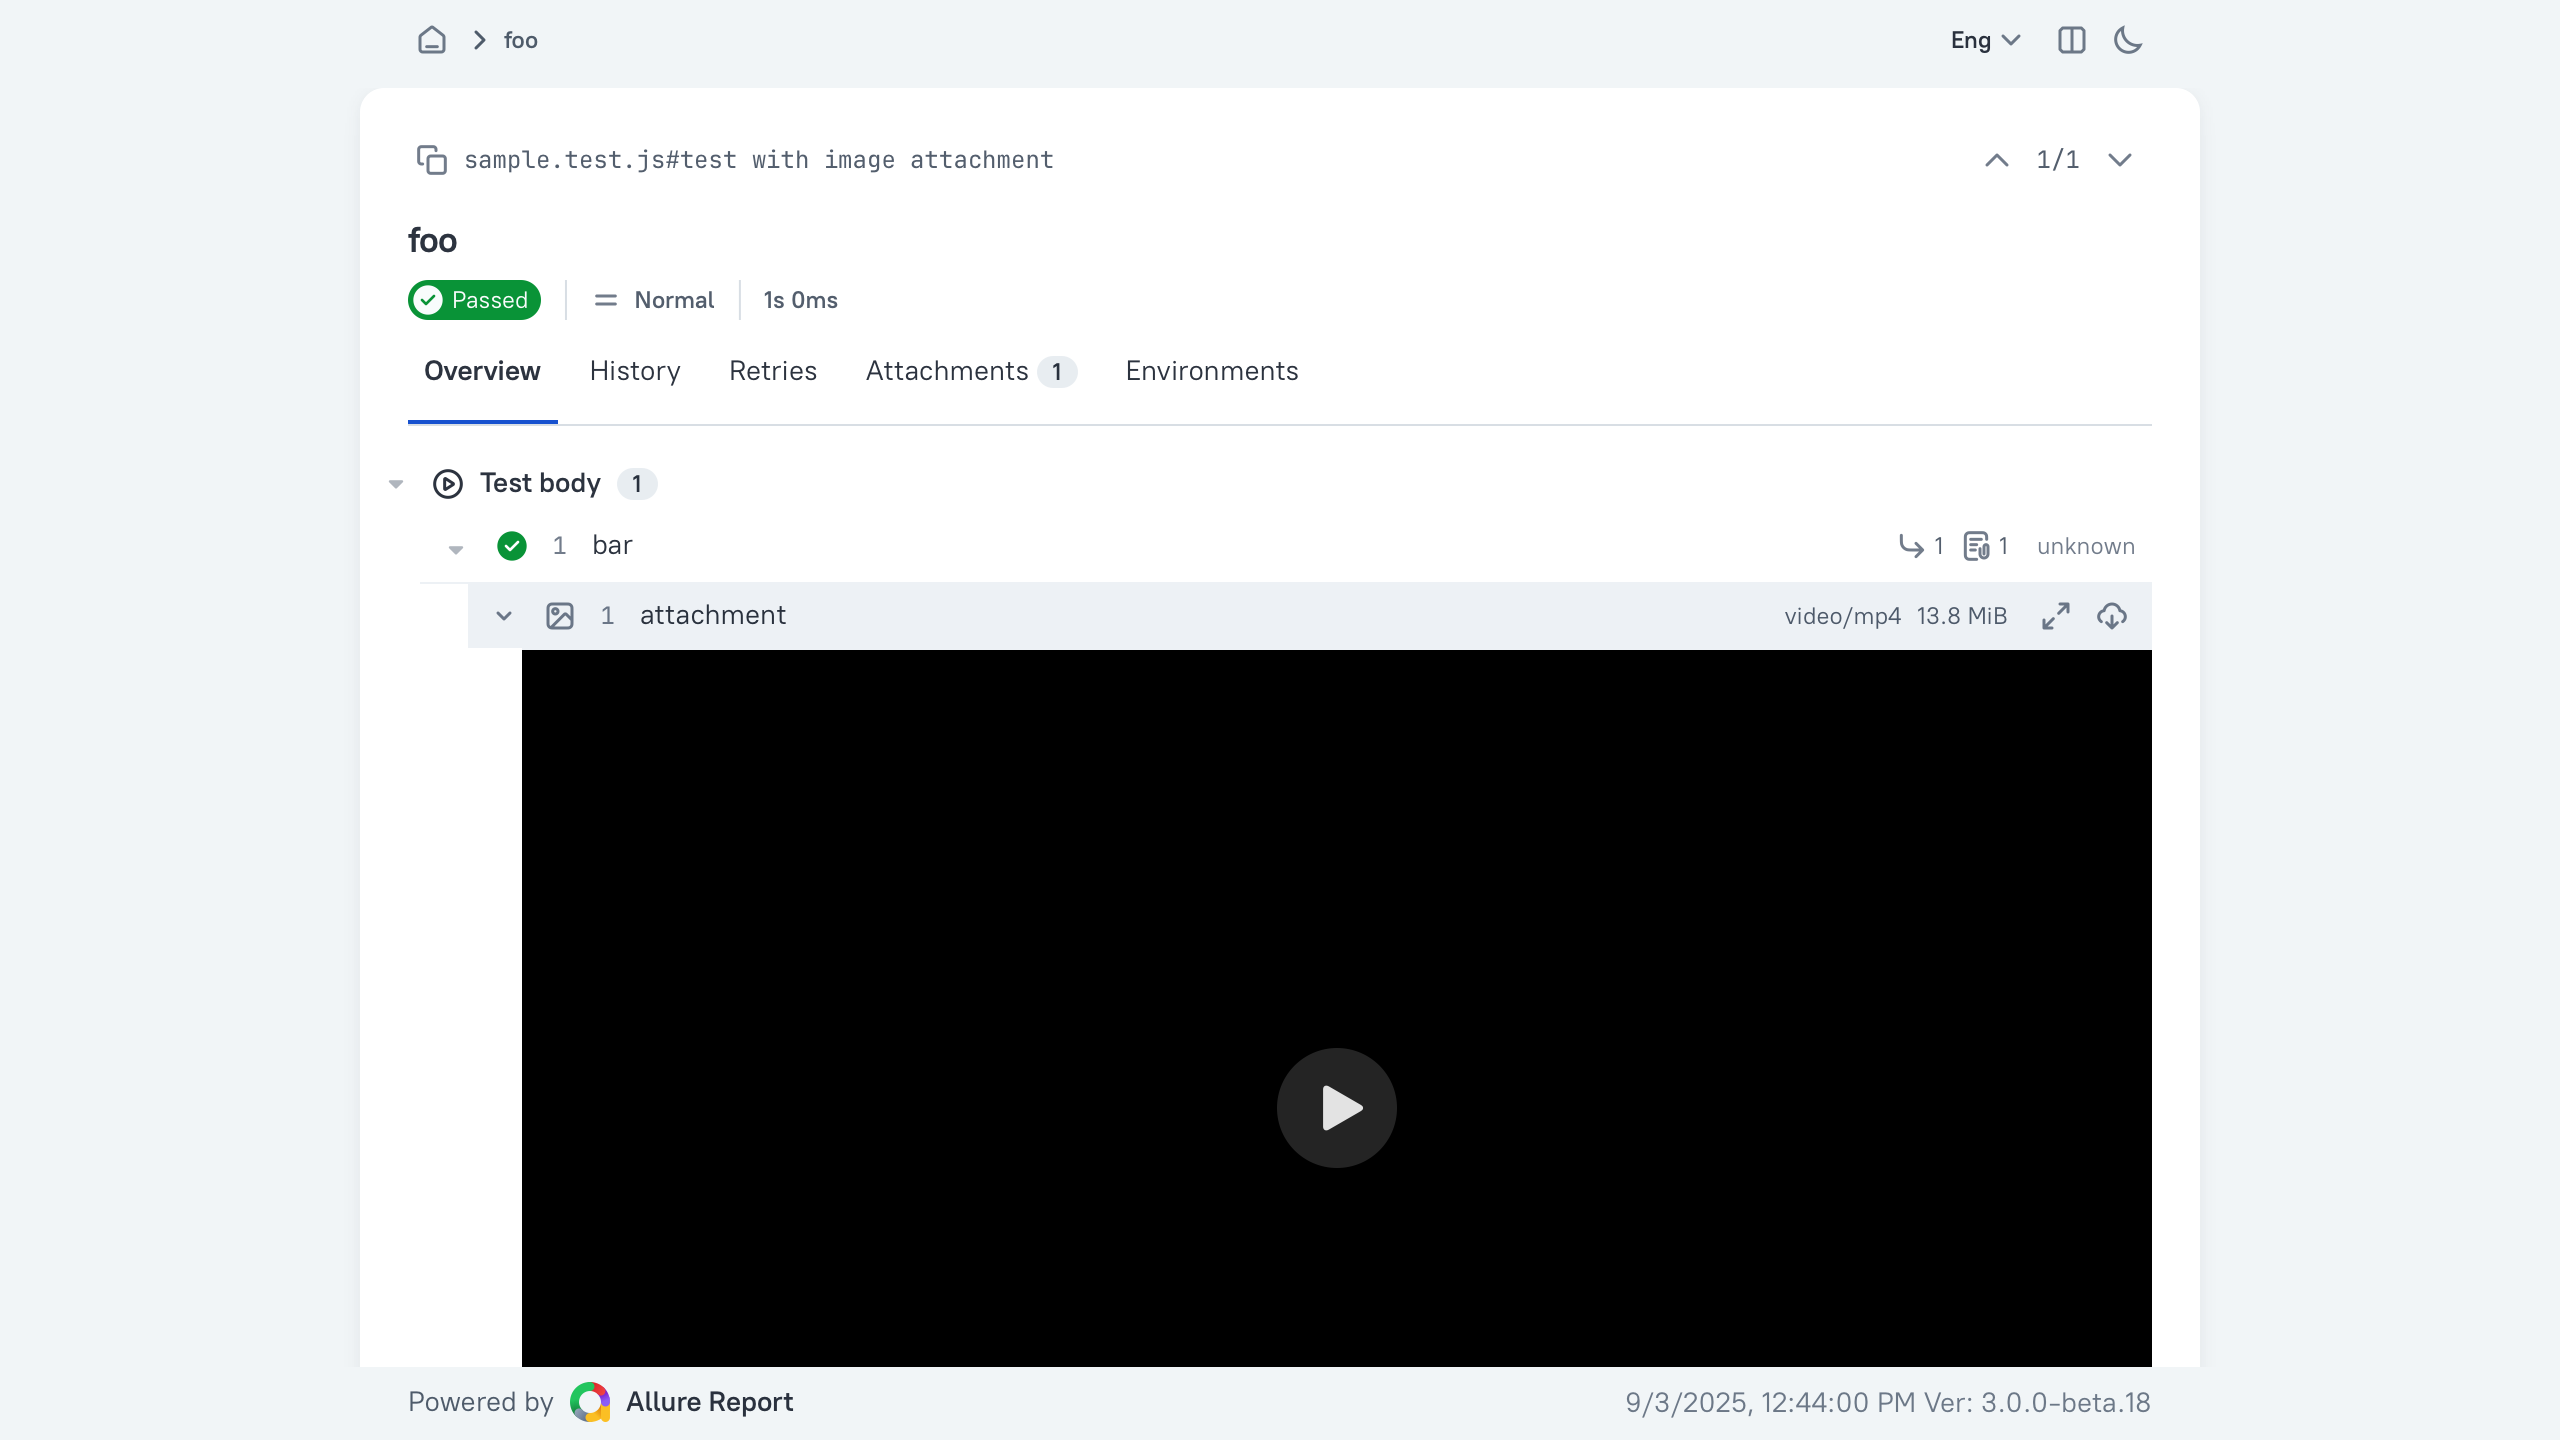 foo
Eng
sample.test.js#test with image attachment
1/1
foo
Passed Normal 1s 0ms
Overview History Retries Attachments 1 Environments
Test body 1
1 bar 1 1 unknown
1 attachment video/mp4 13.8 MiB
Powered by Allure Report 9/3/2025, 12:44:00 PM Ver: 3.0.0-beta.18